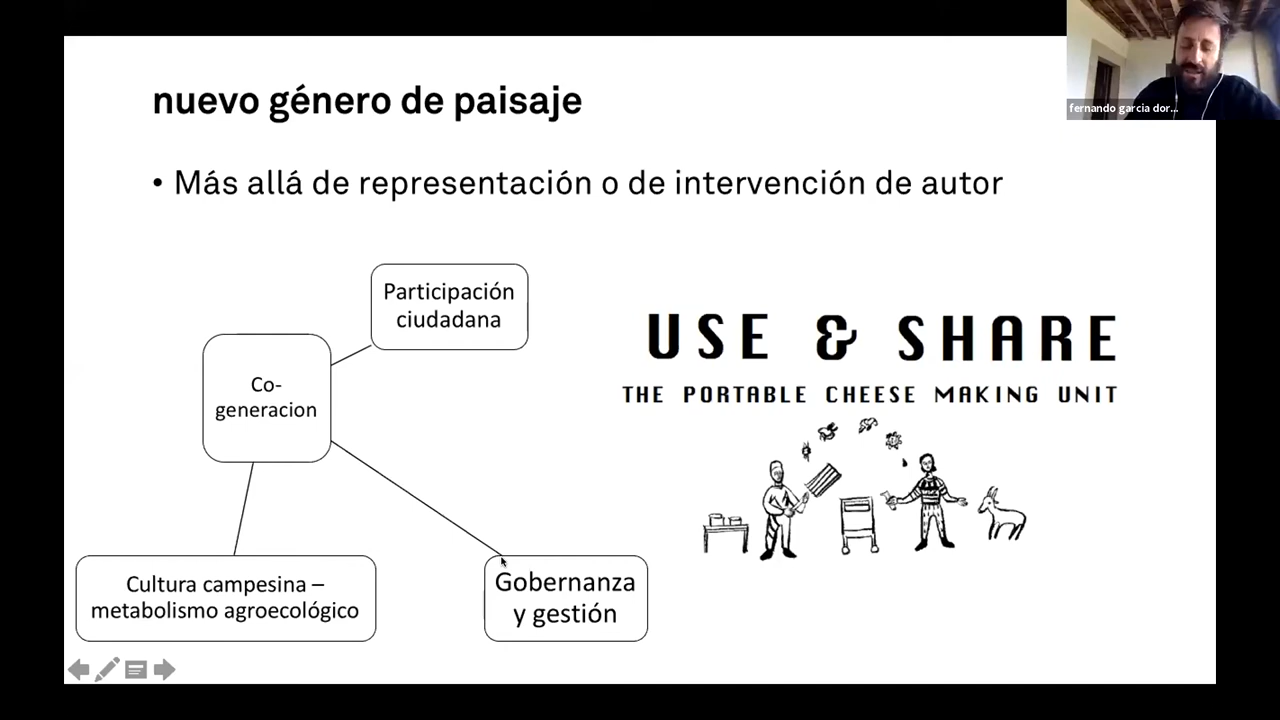 nuevo género de paisaje
fernando garcia dor...
• Más allá de representación o de intervención de autor
Participación
ciudadana
Co-
generacion
USE & SHARE
THE PORTABLE CHEESE MAKING UNIT
Cultura campesina –
metabolismo agroecológico
Gobernanza
y gestión